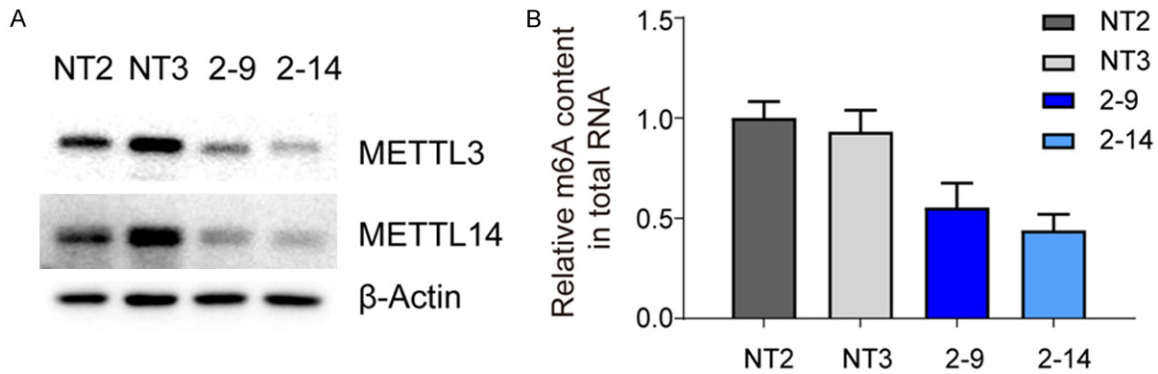 A
NT2 NT3 2-9 2-14
METTL3
METTL14
β-Actin
B
Relative m6A content
in total RNA
1.5
1.0
0.5
0.0
NT2
NT3
2-9
2-14
NT2 NT3 2-9 2-14